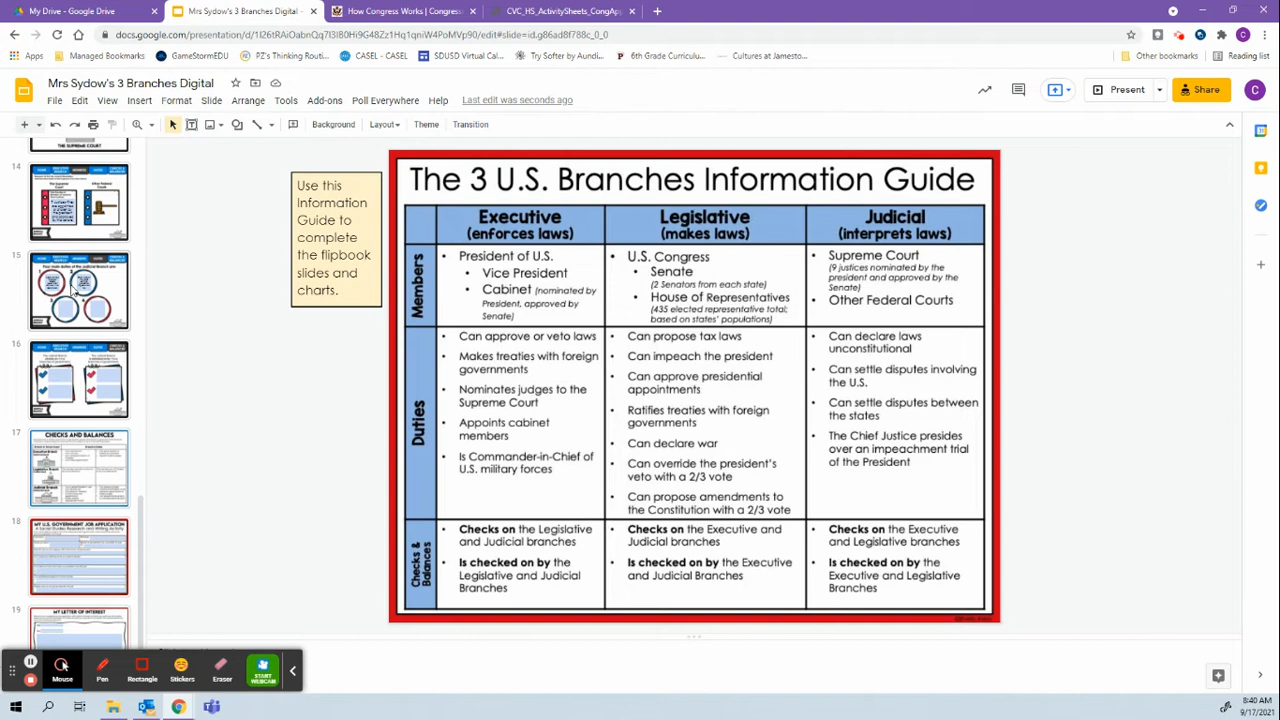 My Drive - Google Drive
Mrs Sydow's 3 Branches Digital -
How Congress Works | Congress
CVC_HS_ActivitySheets_CongApp
docs.google.com/presentation/d/1l26tRAiOabnQq7I3I80Hi9G48Zz1Hq1qniW4PoMVp90/edit#slide=id.g86ad8f788c_0_0
Apps
Managed Bookmarks
GameStormEDU
PZ's Thinking Routi...
CASEL - CASEL
SDUSD Virtual Cal...
Try Softer by Aundi...
6th Grade Curricul...
Cultures at Jamesto...
Other bookmarks
Reading list
Mrs Sydow's 3 Branches Digital
File Edit View Insert Format Slide Arrange Tools Add-ons Poll Everywhere Help Last edit was seconds ago
Present
Share
C
Background Layout Theme Transition
THE SUPREME COURT
14
15
16
17
CHECKS AND BALANCES
18
MY U.S. GOVERNMENT JOB APPLICATION
19
MY LETTER OF INTEREST
Use this
Information
Guide to
complete
the flipbook
slides and
charts.
The 3 U.S. Branches Information Guide
Executive
(enforces laws)
Legislative
(makes laws)
Judicial
(interprets laws)
Members
• President of U.S.
• Vice President
• Cabinet (nominated by
President, approved by
Senate)
• U.S. Congress
• Senate
(2 Senators from each state)
• House of Representatives
(435 elected representative total;
based on states' populations)
• Supreme Court
(9 justices nominated by the
president and approved by the
Senate)
• Other Federal Courts
Duties
• Can approve or veto laws
• Makes treaties with foreign
governments
• Nominates judges to the
Supreme Court
• Appoints cabinet
members
• Is Commander-in-Chief of
U.S. military forces
• Can propose tax laws
• Can impeach the president
• Can approve presidential
appointments
• Ratifies treaties with foreign
governments
• Can declare war
• Can override the president's
veto with a 2/3 vote
• Can propose amendments to
the Constitution with a 2/3 vote
• Can declare laws
unconstitutional
• Can settle disputes involving
the U.S.
• Can settle disputes between
the states
• The Chief Justice presides
over an impeachment trial
of the President
Checks &
Balances
• Checks on the Legislative
and Judicial branches
• Is checked on by the
Legislative and Judicial
Branches
• Checks on the Executive and
Judicial branches
• Is checked on by the Executive
and Judicial Branches
• Checks on the Executive
and Legislative branches
• Is checked on by the
Executive and Legislative
Branches
Mouse
Pen
Rectangle
Stickers
Eraser
START
WEBCAM
8:40 AM
9/17/2021